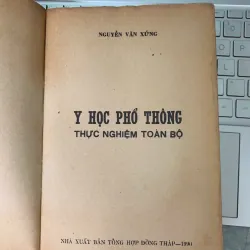 NGUYỄN VĂN XỨNG
Y HỌC PHỔ THÔNG
THỰC NGHIỆM TOÀN BỘ
NHÀ XUẤT BẢN TỔNG HỢP ĐỒNG THÁP—1990